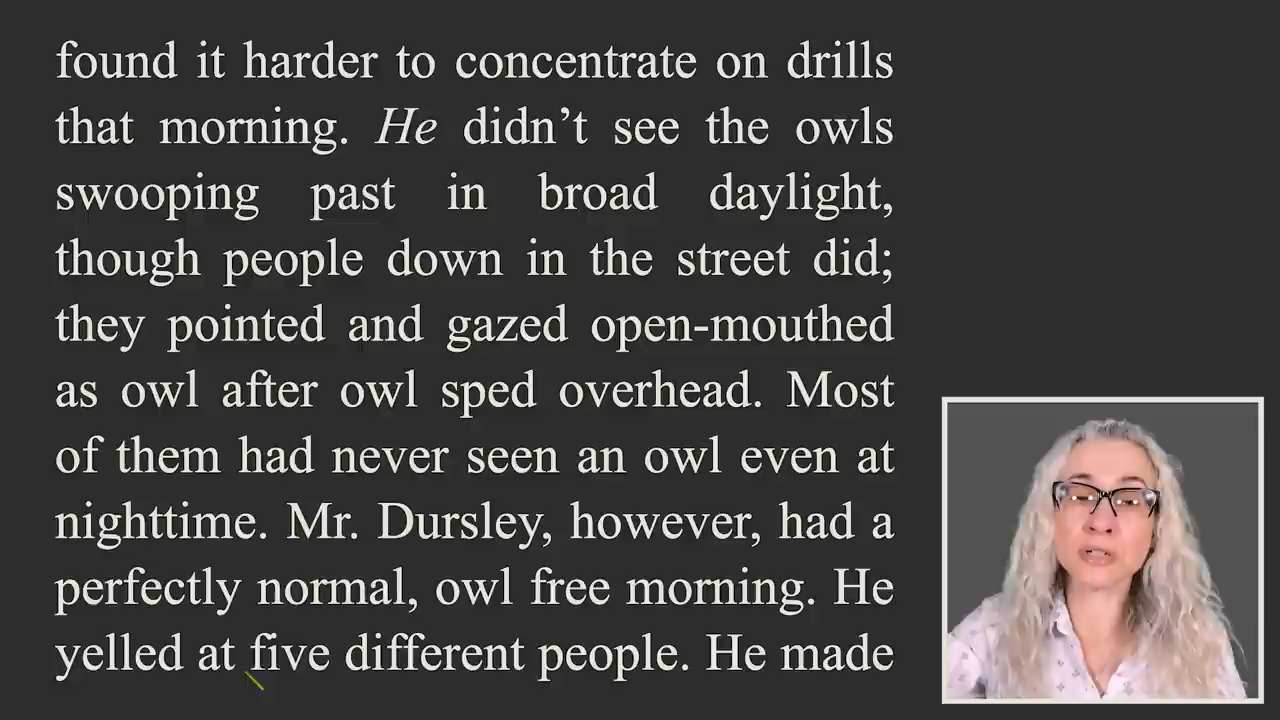 found it harder to concentrate on drills
that morning. He didn’t see the owls
swooping past in broad daylight,
though people down in the street did;
they pointed and gazed open-mouthed
as owl after owl sped overhead. Most
of them had never seen an owl even at
nighttime. Mr. Dursley, however, had a
perfectly normal, owl free morning. He
yelled at five different people. He made